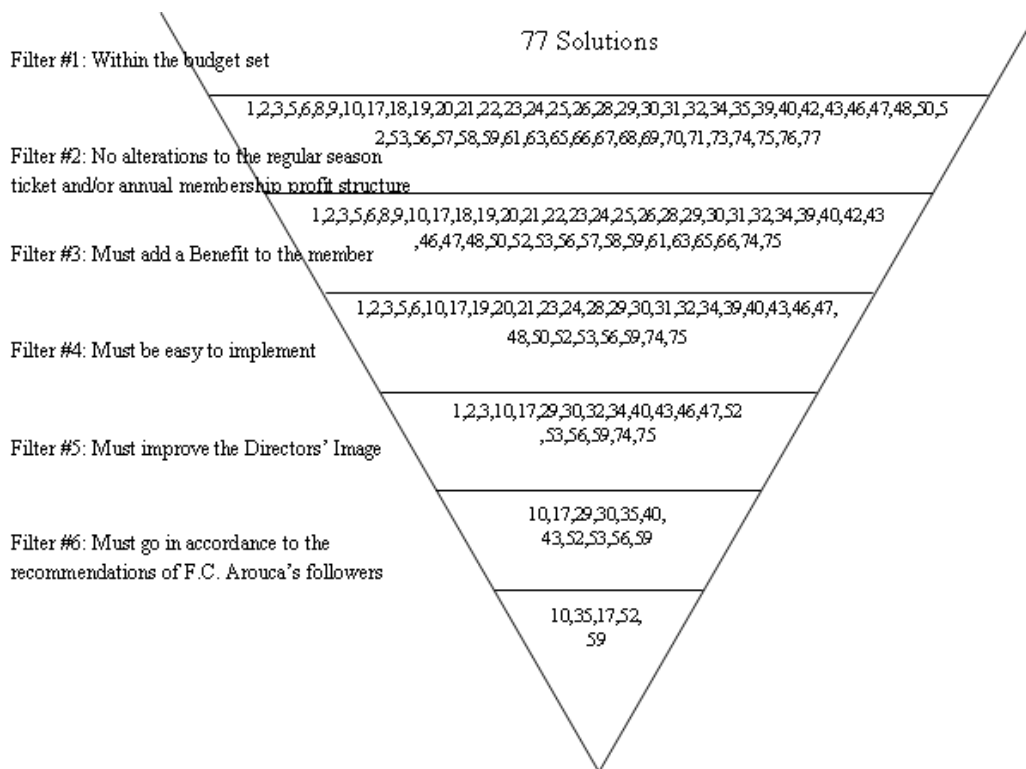 77 Solutions
Filter #1: Within the budget set
1,2,3,5,6,8,9,10,17,18,19,20,21,22,23,24,25,26,28,29,30,31,32,34,35,39,40,42,43,46,47,48,50,5
2,53,56,57,58,59,61,63,65,66,67,68,69,70,71,73,74,75,76,77
Filter #2: No alterations to the regular season
ticket and/or annual membership profit structure
1,2,3,5,6,8,9,10,17,18,19,20,21,22,23,24,25,26,28,29,30,31,32,34,39,40,42,43
,46,47,48,50,52,53,56,57,58,59,61,63,65,66,74,75
Filter #3: Must add a Benefit to the member
1,2,3,5,6,10,17,19,20,21,23,24,28,29,30,31,32,34,39,40,43,46,47,
48,50,52,53,56,59,74,75
Filter #4: Must be easy to implement
1,2,3,10,17,29,30,32,34,40,43,46,47,52
,53,56,59,74,75
Filter #5: Must improve the Directors' Image
10,17,29,30,35,40,
43,52,53,56,59
Filter #6: Must go in accordance to the
recommendations of F.C. Arouca's followers
10,35,17,52,
59